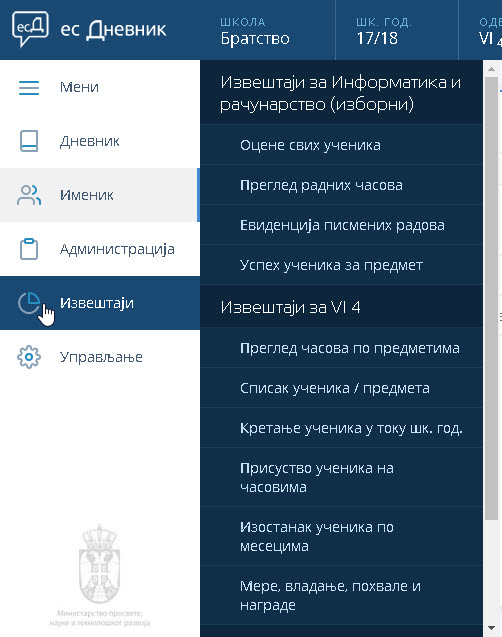 есД
ес Дневник
ШКОЛА
Братство
ШК. ГОД.
17/18
ОДЕ
VI 4
Мени
Дневник
Именик
Администрација
Извештаји
Управљање
Министарство просвете,
науке и технолошког развоја
Извештаји за Информатика и
рачунарство (изборни)
Оцене свих ученика
Преглед радних часова
Евиденција писмених радова
Успех ученика за предмет
Извештаји за VI 4
Преглед часова по предметима
Списак ученика / предмета
Кретање ученика у току шк. год.
Присуство ученика на
часовима
Изостанак ученика по
месецима
Мере, владање, похвале и
награде